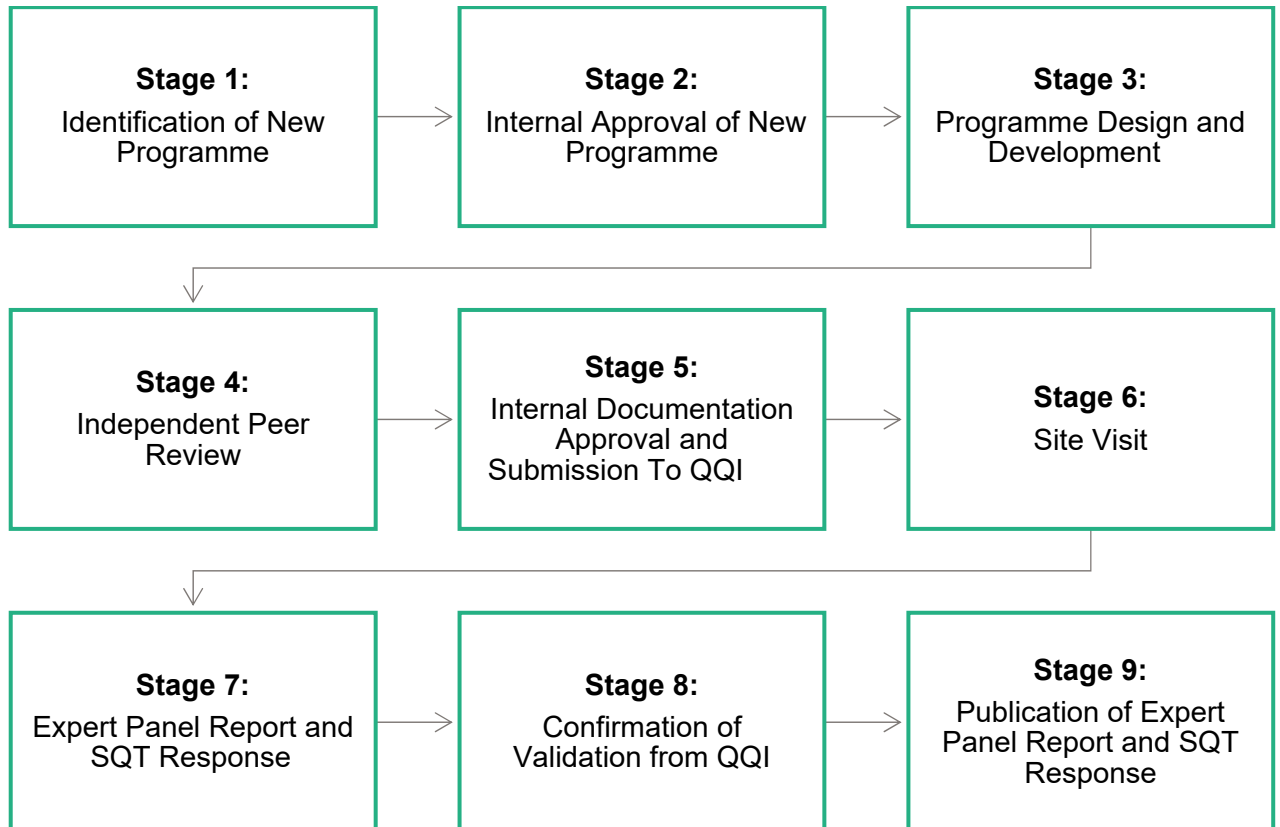 Stage 1:
Identification of New
Programme
Stage 2:
Internal Approval of New
Programme
Stage 3:
Programme Design and
Development
Stage 4:
Independent Peer
Review
Stage 5:
Internal Documentation
Approval and
Submission To QQI
Stage 6:
Site Visit
Stage 7:
Expert Panel Report and
SQT Response
Stage 8:
Confirmation of
Validation from QQI
Stage 9:
Publication of Expert
Panel Report and SQT
Response